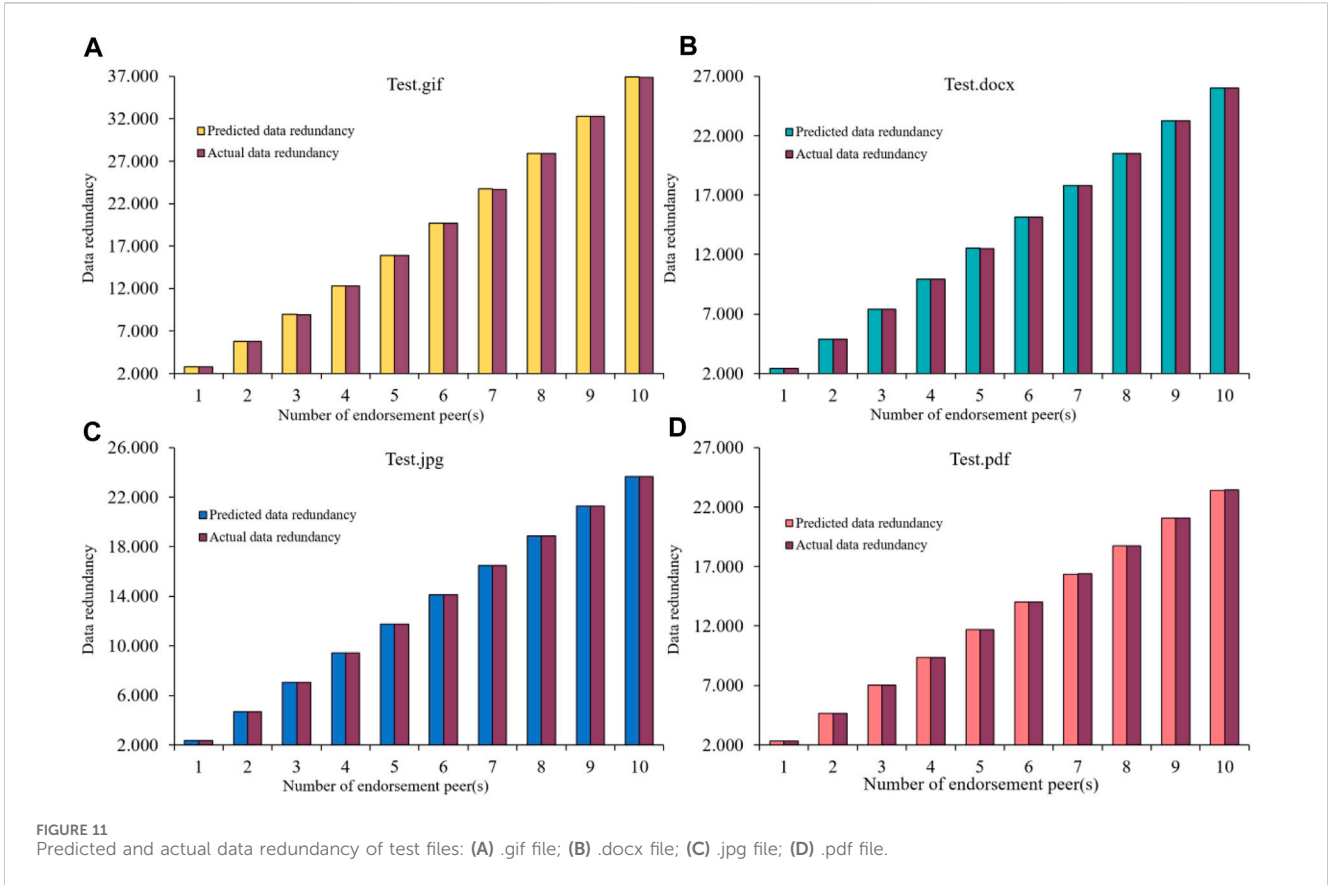 A
Test.gif
37.000
32.000
27.000
22.000
17.000
12.000
7.000
2.000
Data redundancy
Predicted data redundancy
Actual data redundancy
1 2 3 4 5 6 7 8 9 10
Number of endorsement peer(s)
B
Test.docx
27.000
22.000
17.000
12.000
7.000
2.000
Data redundancy
Predicted data redundancy
Actual data redundancy
1 2 3 4 5 6 7 8 9 10
Number of endorsement peer(s)
C
Test.jpg
26.000
22.000
18.000
14.000
10.000
6.000
2.000
Data redundancy
Predicted data redundancy
Actual data redundancy
1 2 3 4 5 6 7 8 9 10
Number of endorsement peer(s)
D
Test.pdf
27.000
22.000
17.000
12.000
7.000
2.000
Data redundancy
Predicted data redundancy
Actual data redundancy
1 2 3 4 5 6 7 8 9 10
Number of endorsement peer(s)
FIGURE 11
Predicted and actual data redundancy of test files: (A) .gif file; (B) .docx file; (C) .jpg file; (D) .pdf file.